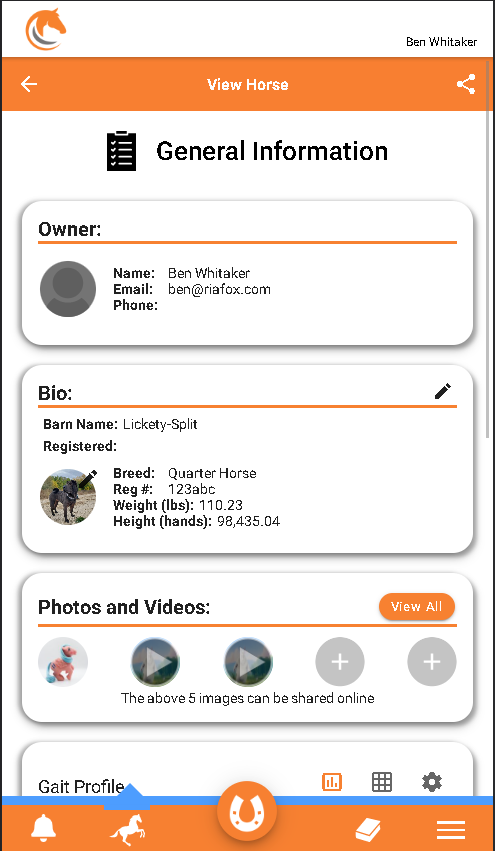 Ben Whitaker
View Horse
General Information
Owner:
Name: Ben Whitaker
Email: ben@riafox.com
Phone:
Bio:
Barn Name: Lickety-Split
Registered:
Breed: Quarter Horse
Reg #: 123abc
Weight (lbs): 110.23
Height (hands): 98,435.04
Photos and Videos:
View All
The above 5 images can be shared online
Gait Profile